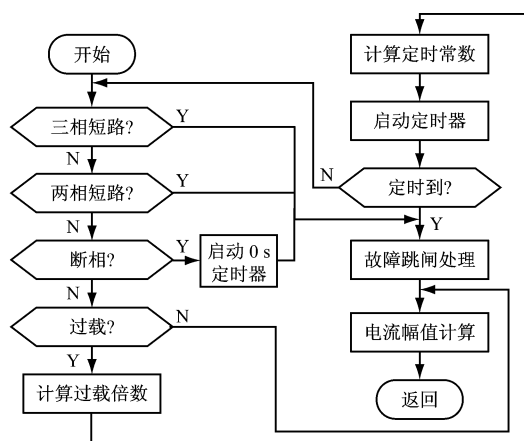 开始
三相短路?
Y
N
两相短路?
Y
N
断相?
Y
启动0 s
定时器
N
过载?
N
Y
计算过载倍数
计算定时常数
启动定时器
N
定时到?
Y
故障跳闸处理
电流幅值计算
返回